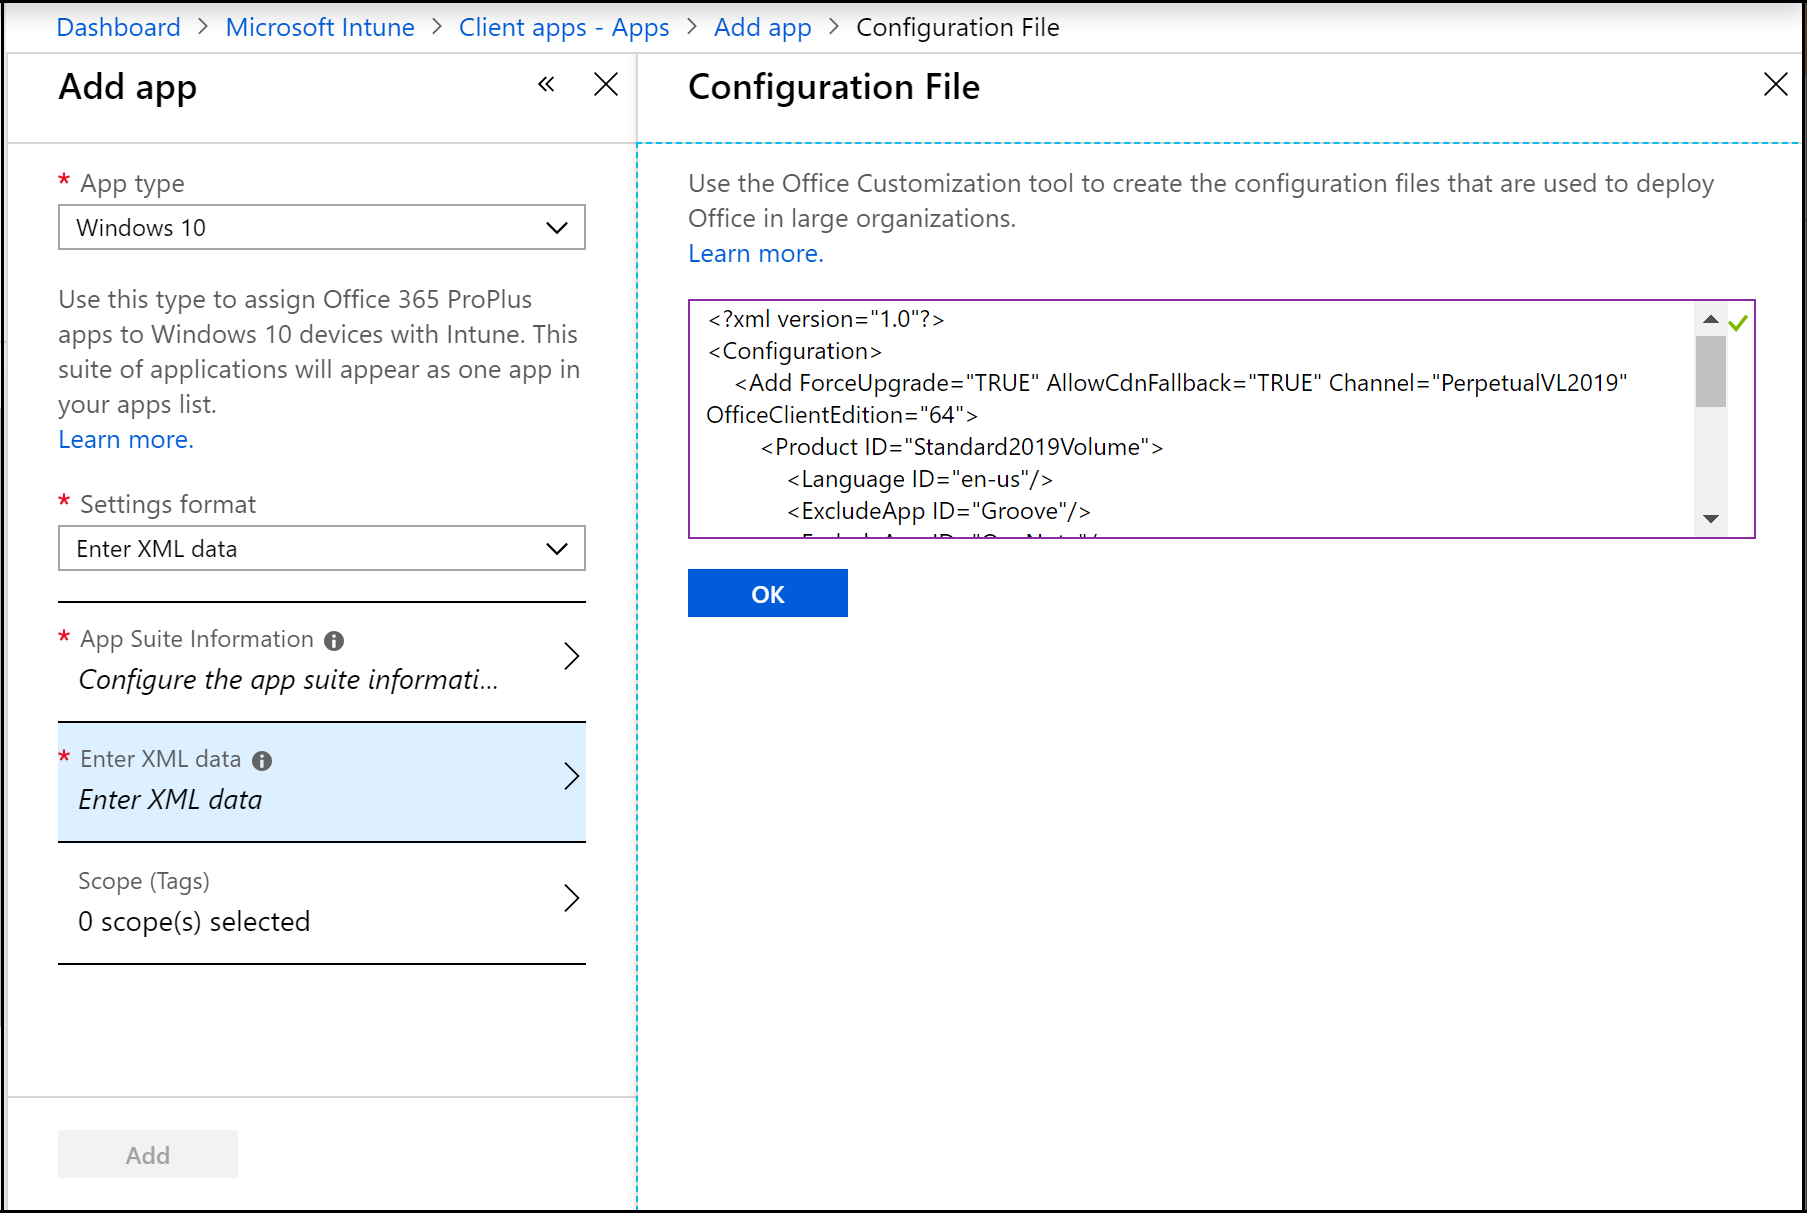 Dashboard > Microsoft Intune > Client apps - Apps > Add app > Configuration File
Add app
* App type
Windows 10
Use this type to assign Office 365 ProPlus
apps to Windows 10 devices with Intune. This
suite of applications will appear as one app in
your apps list.
Learn more.
* Settings format
Enter XML data
* App Suite Information
Configure the app suite informati...
* Enter XML data
Enter XML data
Scope (Tags)
0 scope(s) selected
Add
Configuration File
Use the Office Customization tool to create the configuration files that are used to deploy
Office in large organizations.
Learn more.
<?xml version="1.0"?>
<Configuration>
<Add ForceUpgrade="TRUE" AllowCdnFallback="TRUE" Channel="PerpetualVL2019"
OfficeClientEdition="64">
<Product ID="Standard2019Volume">
<Language ID="en-us"/>
<ExcludeApp ID="Groove"/>
OK